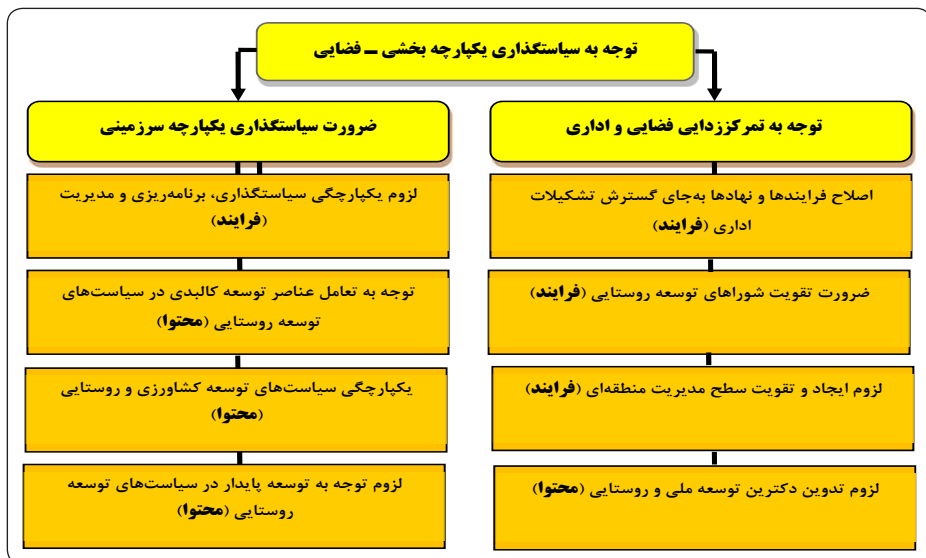 توجه به سیاستگذاری یکپارچه بخشی ـ فضایی
توجه به تمرکززدایی فضایی و اداری
اصلاح فرایندها و نهادها به‌جای گسترش تشکیلات
اداری (فرایند)
ضرورت تقویت شوراهای توسعه روستایی (فرایند)
لزوم ایجاد و تقویت سطح مدیریت منطقه‌ای (فرایند)
لزوم تدوین دکترین توسعه ملی و روستایی (محتوا)
ضرورت سیاستگذاری یکپارچه سرزمینی
لزوم یکپارچگی سیاستگذاری، برنامه‌ریزی و مدیریت
(فرایند)
توجه به تعامل عناصر توسعه کالبدی در سیاست‌های
توسعه روستایی (محتوا)
یکپارچگی سیاست‌های توسعه کشاورزی و روستایی
(محتوا)
لزوم توجه به توسعه پایدار در سیاست‌های توسعه
روستایی (محتوا)